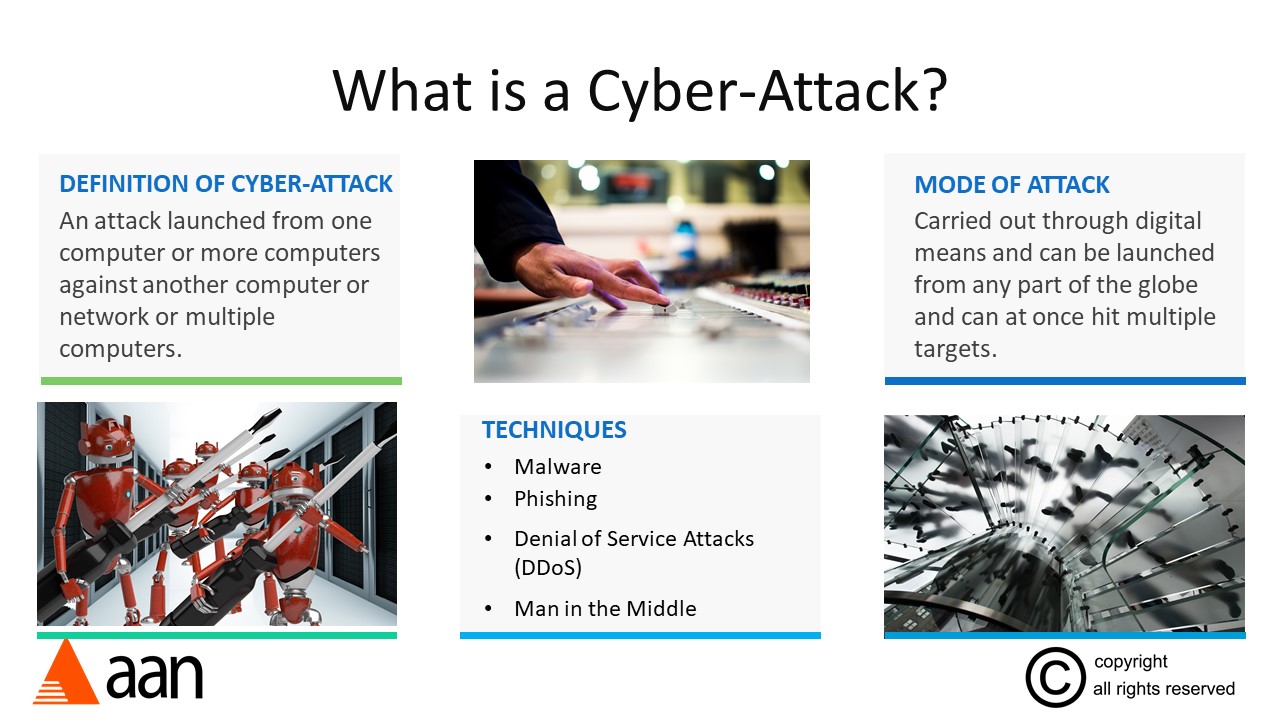 What is a Cyber-Attack?
DEFINITION OF CYBER-ATTACK
An attack launched from one
computer or more computers
against another computer or
network or multiple
computers.
MODE OF ATTACK
Carried out through digital
means and can be launched
from any part of the globe
and can at once hit multiple
targets.
TECHNIQUES
• Malware
• Phishing
• Denial of Service Attacks
(DDoS)
• Man in the Middle
aan
©
copyright
all rights reserved